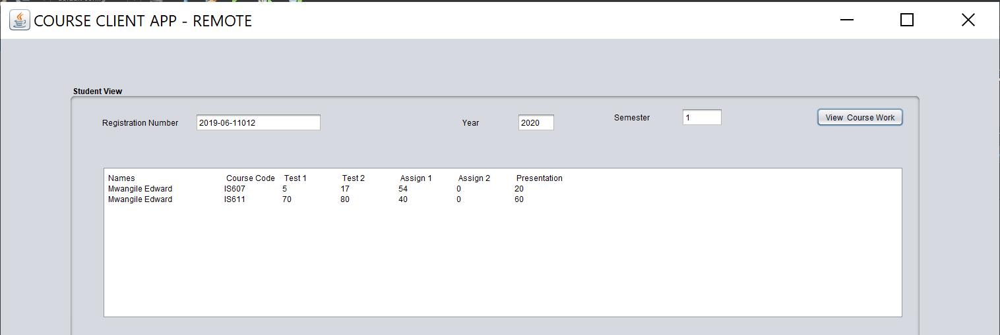 COURSE CLIENT APP - REMOTE
Student View
Registration Number 2019-06-11012 Year 2020 Semester 1 View Course Work
Names Course Code Test 1 Test 2 Assign 1 Assign 2 Presentation
Mwangile Edward IS607 5 17 54 0 20
Mwangile Edward IS611 70 80 40 0 60